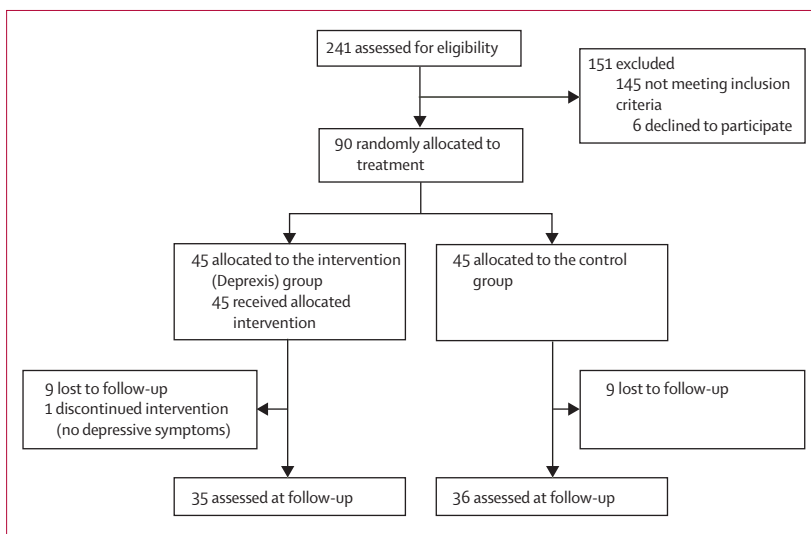 241 assessed for eligibility
151 excluded
145 not meeting inclusion
criteria
6 declined to participate
90 randomly allocated to
treatment
45 allocated to the intervention
(Deprexis) group
45 received allocated
intervention
45 allocated to the control
group
9 lost to follow-up
1 discontinued intervention
(no depressive symptoms)
9 lost to follow-up
35 assessed at follow-up
36 assessed at follow-up